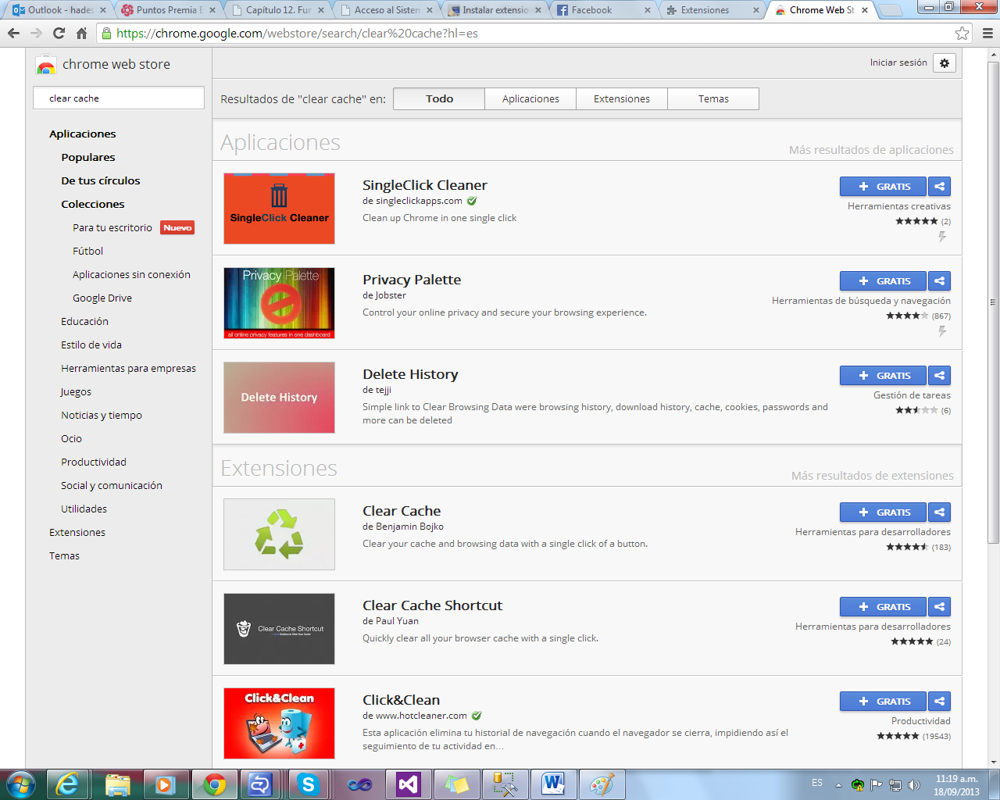 Outlook - hades
Puntos Premia E
Capítulo 12. Fun
Acceso al Sistem
Instalar extensio
Facebook
Extensiones
Chrome Web St
https://chrome.google.com/webstore/search/clear%20cache?hl=es
chrome web store
Iniciar sesión
clear cache
Resultados de "clear cache" en:
Todo
Aplicaciones
Extensiones
Temas
Aplicaciones
Populares
De tus círculos
Colecciones
Para tu escritorio Nuevo
Fútbol
Aplicaciones sin conexión
Google Drive
Educación
Estilo de vida
Herramientas para empresas
Juegos
Noticias y tiempo
Ocio
Productividad
Social y comunicación
Utilidades
Extensiones
Temas
Aplicaciones
Más resultados de aplicaciones
SingleClick Cleaner
SingleClick Cleaner
de singleclickapps.com
Clean up Chrome in one single click
GRATIS
Herramientas creativas
(2)
Privacy Palette
all online privacy features in one dashboard
Privacy Palette
de Jobster
Control your online privacy and secure your browsing experience.
GRATIS
Herramientas de búsqueda y navegación
(867)
Delete History
Delete History
de tejji
Simple link to Clear Browsing Data were browsing history, download history, cache, cookies, passwords and
more can be deleted
GRATIS
Gestión de tareas
(6)
Extensiones
Más resultados de extensiones
Clear Cache
de Benjamin Bojko
Clear your cache and browsing data with a single click of a button.
GRATIS
Herramientas para desarrolladores
(183)
Clear Cache Shortcut
Clear Cache Shortcut
de Paul Yuan
Quickly clear all your browser cache with a single click.
GRATIS
Herramientas para desarrolladores
(24)
Click&Clean
Click&Clean
de www.hotcleaner.com
Esta aplicación elimina tu historial de navegación cuando el navegador se cierra, impidiendo así el
seguimiento de tu actividad en…
GRATIS
Productividad
(19543)
ES
11:19 a.m.
18/09/2013